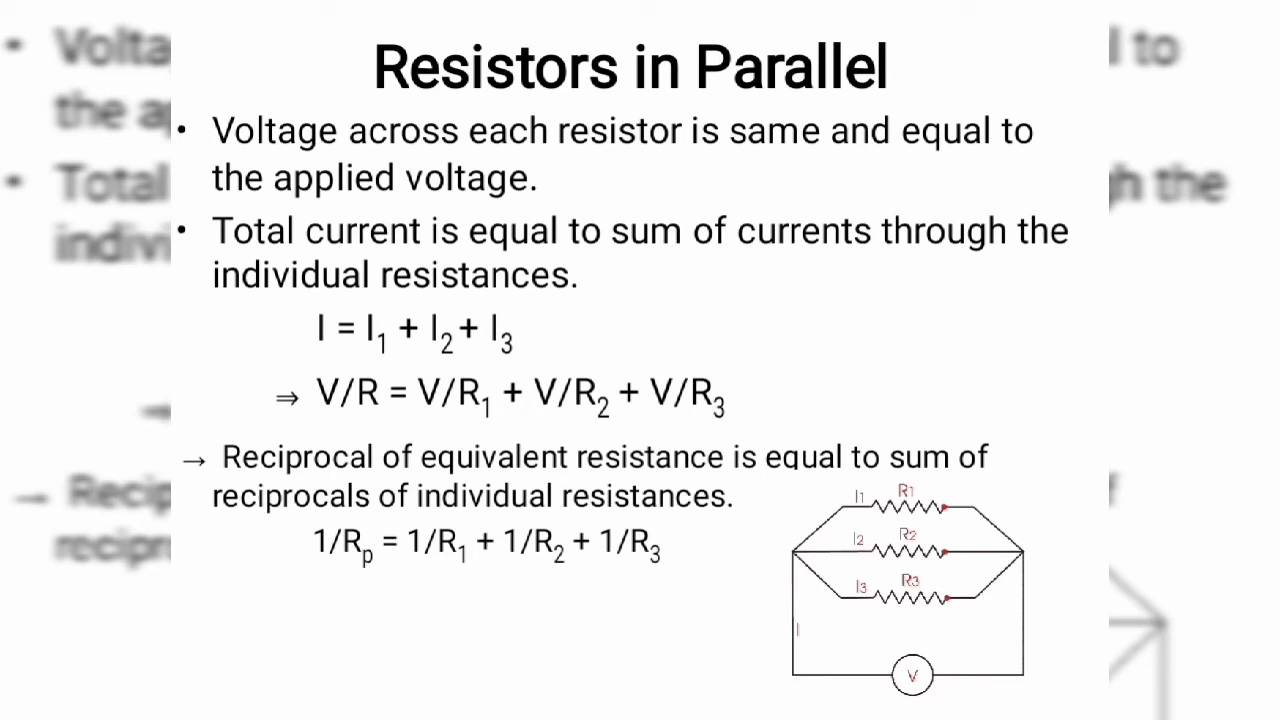 Resistors in Parallel
• Voltage across each resistor is same and equal to
the applied voltage.
• Total current is equal to sum of currents through the
individual resistances.
I = I₁ + I₂ + I₃
⇒ V/R = V/R₁ + V/R₂ + V/R₃
→ Reciprocal of equivalent resistance is equal to sum of
reciprocals of individual resistances.
1/Rₚ = 1/R₁ + 1/R₂ + 1/R₃
I1 R1
I2 R2
I3 R3
I
V